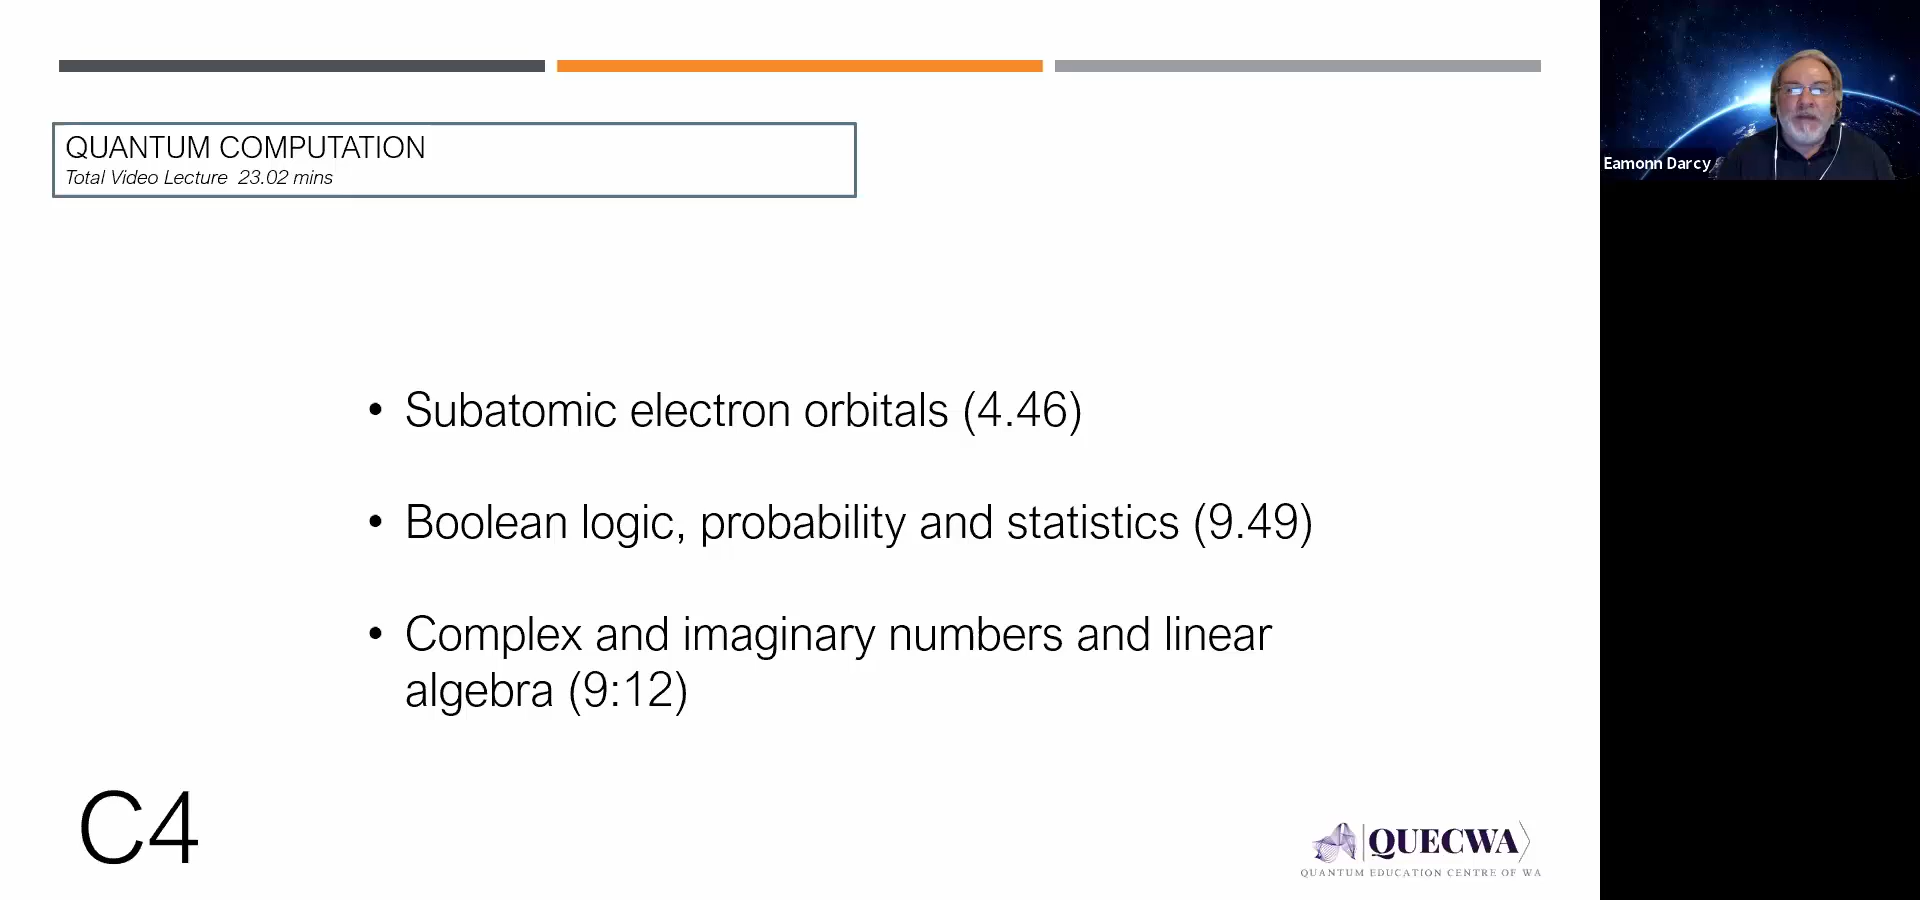 QUANTUM COMPUTATION
Total Video Lecture 23.02 mins
• Subatomic electron orbitals (4.46)
• Boolean logic, probability and statistics (9.49)
• Complex and imaginary numbers and linear
algebra (9:12)
C4
QUECWA
QUANTUM EDUCATION CENTRE OF WA
Eamonn Darcy